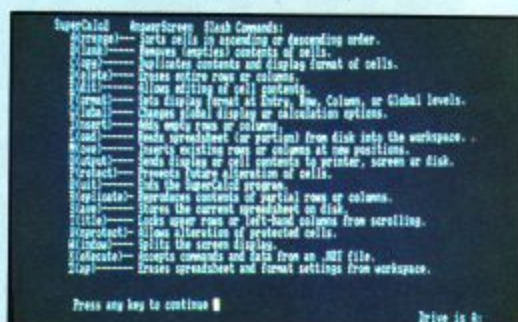 SuperCalc2 AnswerScreen Slash Commands:
A(rrange)-- Sorts cells in ascending or descending order.
B(lank)---- Removes (empties) contents of cells.
C(opy)----- Duplicates contents and display format of cells.
D(elete)--- Erases entire rows or columns.
E(dit)----- Allows editing of cell contents.
F(ormat)--- Sets display format at Entry, Row, Column, or Global levels.
G(lobal)--- Changes global display or calculation options.
I(nsert)--- Adds empty rows or columns.
L(oad)----- Reads spreadsheet (or portion) from disk into the workspace.
M(ove)----- Inserts existing rows or columns at new positions.
O(utput)--- Sends display or cell contents to printer, screen or disk.
P(rotect)-- Prevents future alteration of cells.
Q(uit)----- Ends the SuperCalc2 program.
R(eplicate)- Reproduces contents of partial rows or columns.
S(ave)----- Stores the current spreadsheet on disk.
T(itle)---- Locks upper rows or left-hand columns from scrolling.
U(nprotect)- Allows alteration of protected cells.
W(indow)--- Splits the screen display.
X(eXecute)- Accepts commands and data from an .XQT file.
Z(ap)------ Erases spreadsheet and format settings from workspace.
Press any key to continue
Drive is A: